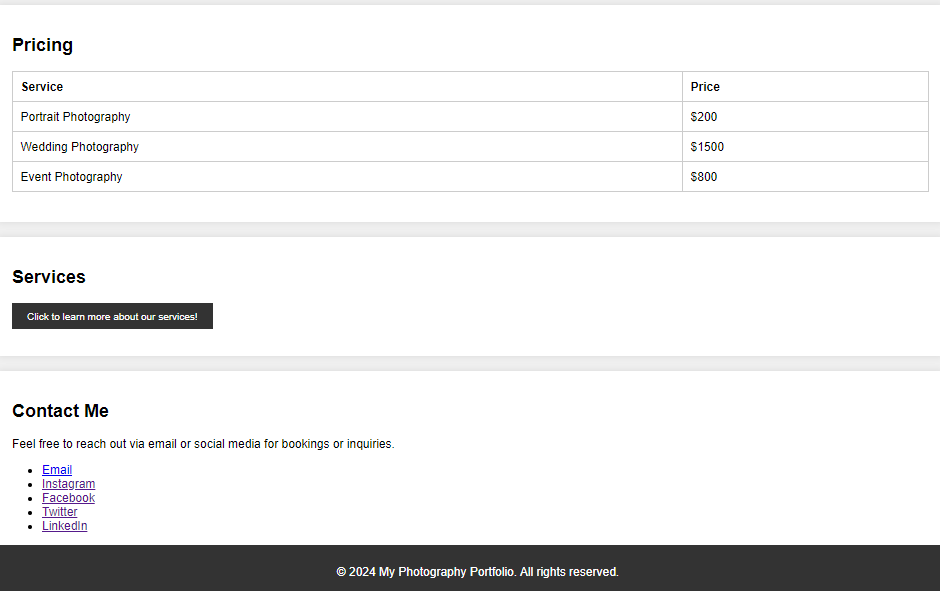 Pricing
Service Price
Portrait Photography $200
Wedding Photography $1500
Event Photography $800
Services
Click to learn more about our services!
Contact Me
Feel free to reach out via email or social media for bookings or inquiries.
Email
Instagram
Facebook
Twitter
LinkedIn
© 2024 My Photography Portfolio. All rights reserved.